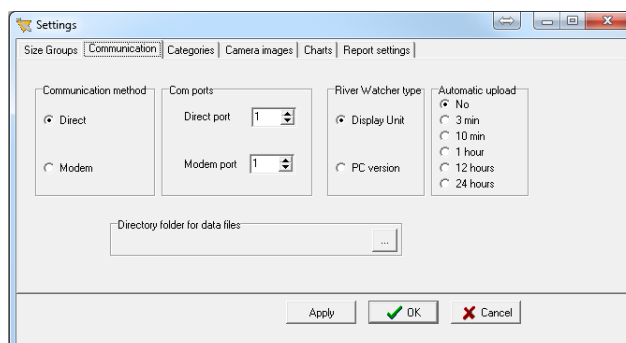 Settings
Size Groups Communication Categories Camera images Charts Report settings
Communication method
Direct
Modem
Com ports
Direct port 1
Modem port 1
River Watcher type
Display Unit
PC version
Automatic upload
No
3 min
10 min
1 hour
12 hours
24 hours
Directory folder for data files
...
Apply OK Cancel